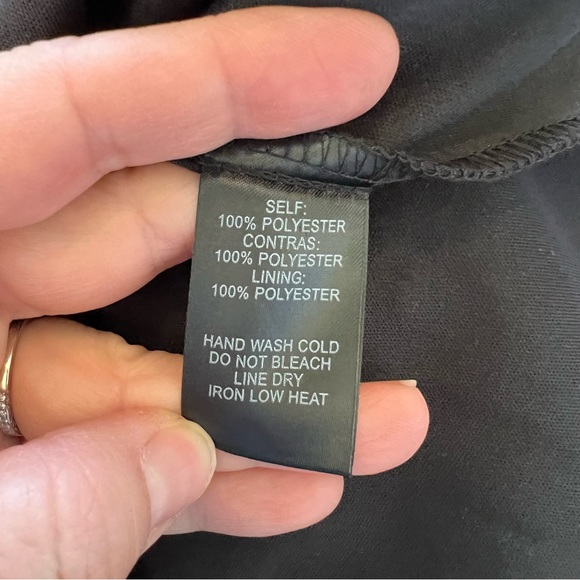 SELF:
100% POLYESTER
CONTRAS:
100% POLYESTER
LINING:
100% POLYESTER
HAND WASH COLD
DO NOT BLEACH
LINE DRY
IRON LOW HEAT